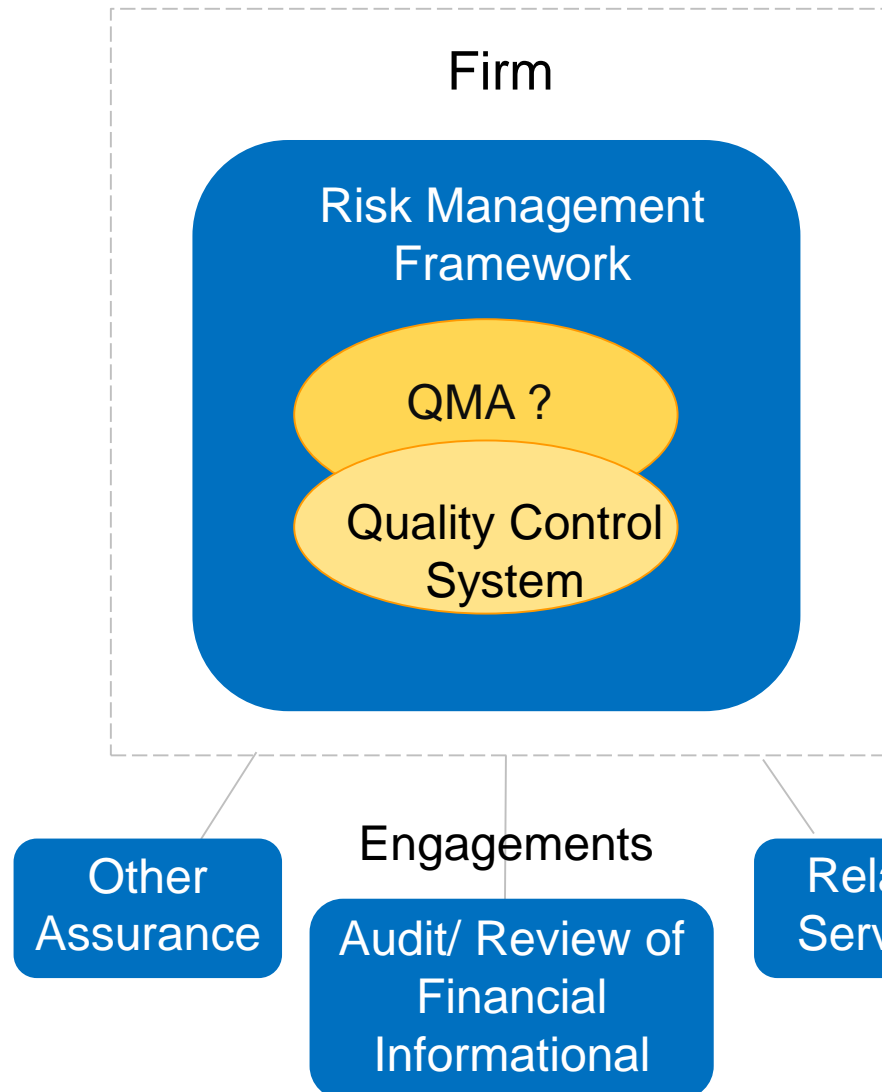 Firm
Risk Management
Framework
QMA ?
Quality Control
System
Engagements
Other
Assurance
Audit/ Review of
Financial
Informational